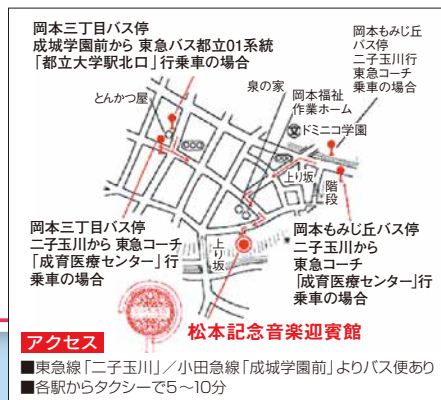 岡本三丁目バス停
成城学園前から 東急バス都立01系統
「都立大学駅北口」行乗車の場合
岡本もみじ丘
バス停
二子玉川行
東急コーチ
乗車の場合
とんかつ屋
泉の家
岡本福祉
作業ホーム
ドミニコ学園
上り坂
階段
岡本三丁目バス停
二子玉川から 東急コーチ
「成育医療センター」行
乗車の場合
上り坂
岡本もみじ丘バス停
二子玉川から
東急コーチ
「成育医療センター」行
乗車の場合
松本記念音楽迎賓館
アクセス
■東急線「二子玉川」／小田急線「成城学園前」よりバス便あり
■各駅からタクシーで5〜10分